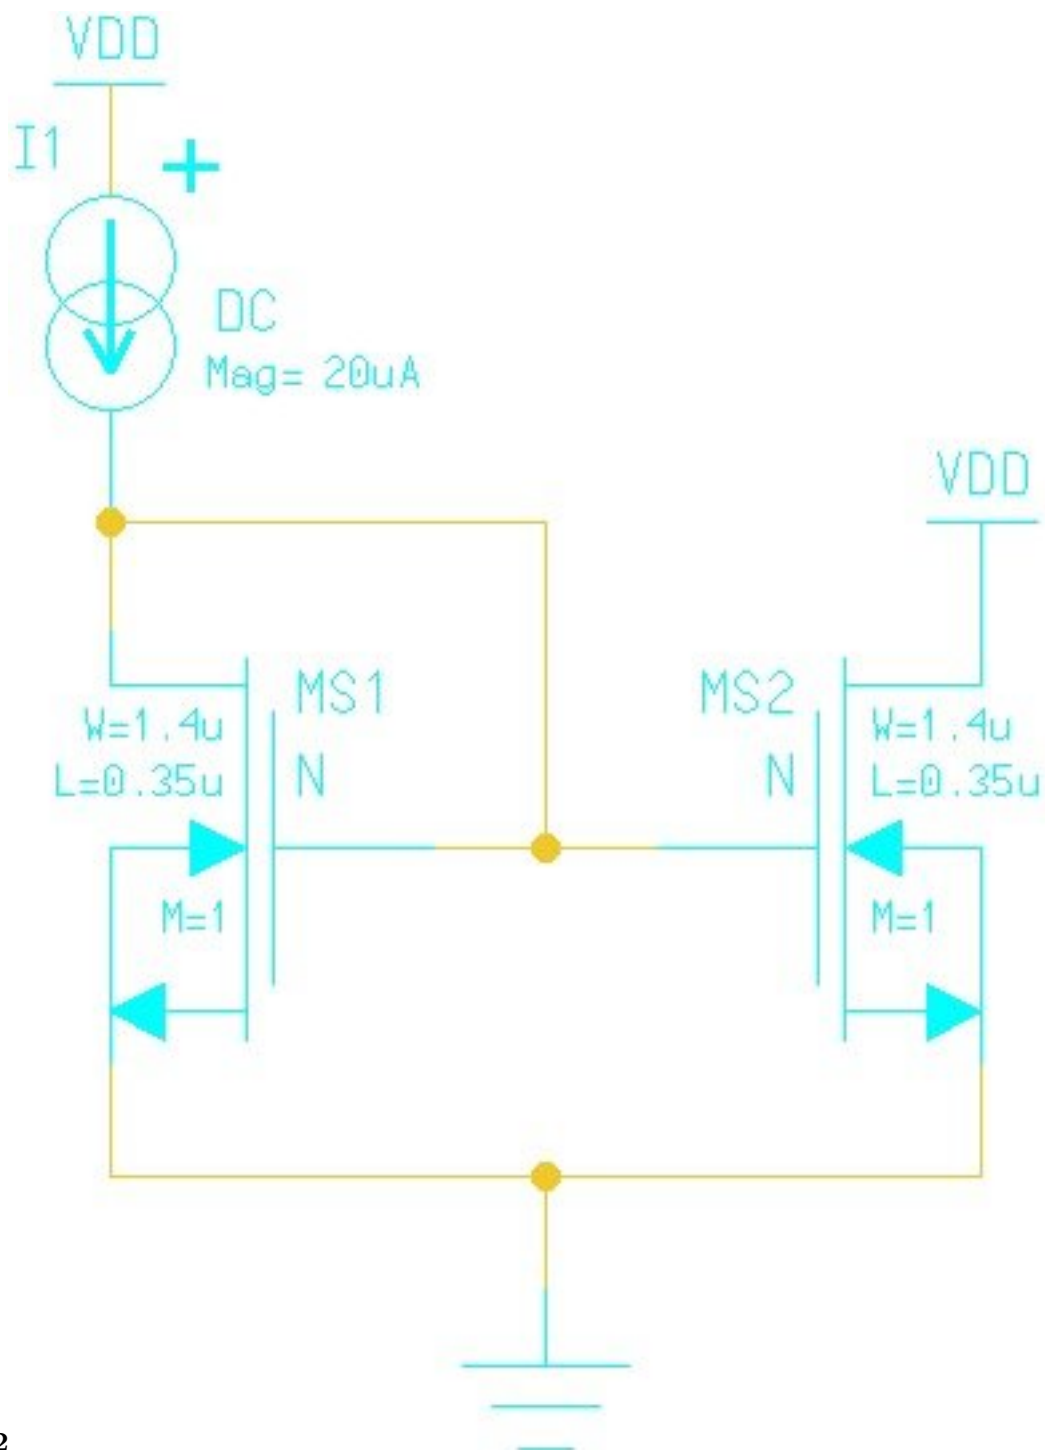 VDD
I1
+
DC
Mag= 20uA
VDD
MS1
MS2
W=1.4u
W=1.4u
L=0.35u
N
N
L=0.35u
M=1
M=1
2